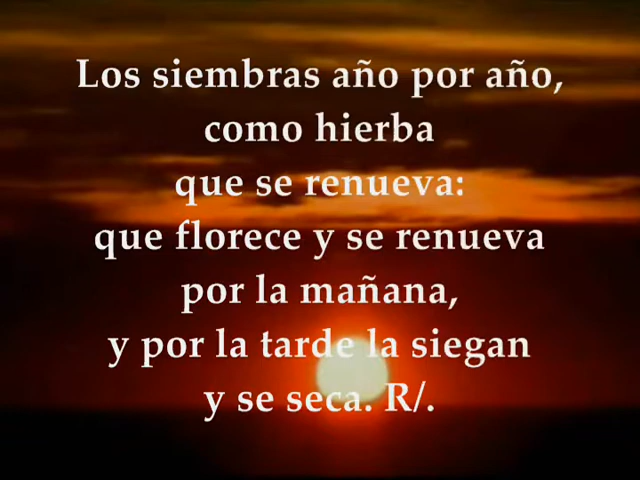 Los siembras año por año,
como hierba
que se renueva:
que florece y se renueva
por la mañana,
y por la tarde la siegan
y se seca. R/.